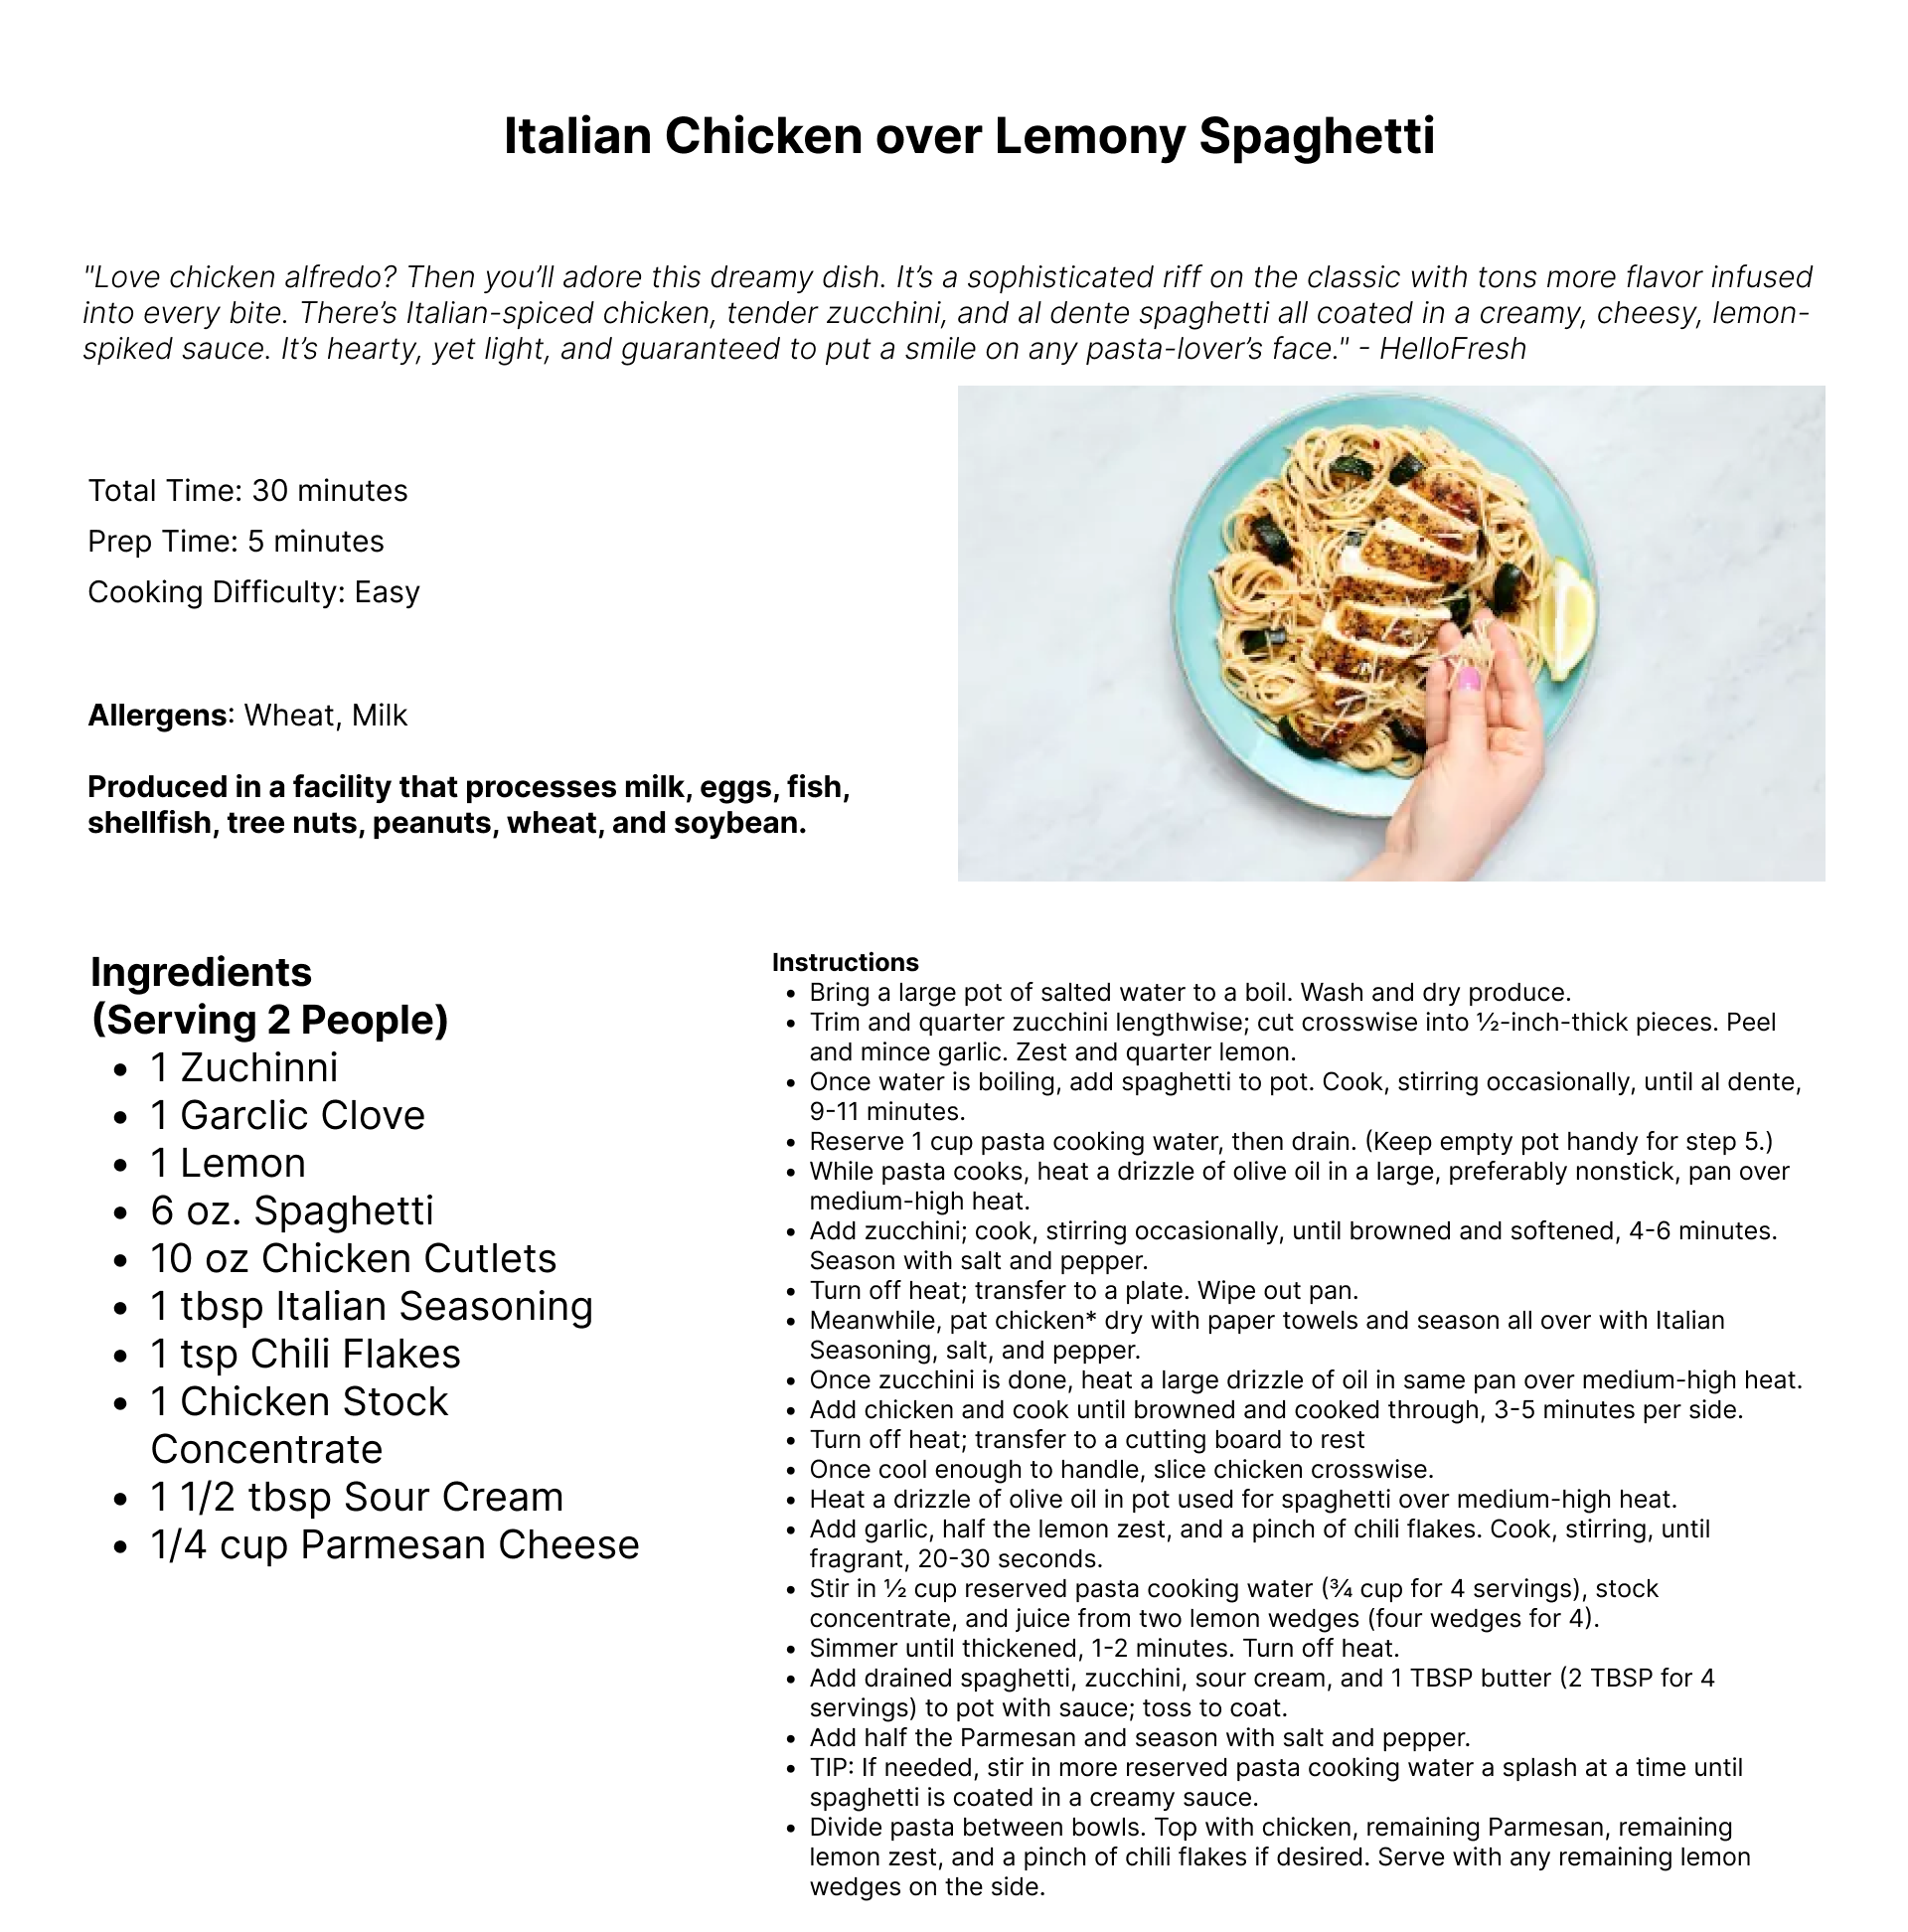 Italian Chicken over Lemony Spaghetti
"Love chicken alfredo? Then you’ll adore this dreamy dish. It’s a sophisticated riff on the classic with tons more flavor infused
into every bite. There’s Italian-spiced chicken, tender zucchini, and al dente spaghetti all coated in a creamy, cheesy, lemon-
spiked sauce. It’s hearty, yet light, and guaranteed to put a smile on any pasta-lover’s face." - HelloFresh
Total Time: 30 minutes
Prep Time: 5 minutes
Cooking Difficulty: Easy
Allergens: Wheat, Milk
Produced in a facility that processes milk, eggs, fish,
shellfish, tree nuts, peanuts, wheat, and soybean.
Ingredients
(Serving 2 People)
• 1 Zuchinni
• 1 Garclic Clove
• 1 Lemon
• 6 oz. Spaghetti
• 10 oz Chicken Cutlets
• 1 tbsp Italian Seasoning
• 1 tsp Chili Flakes
• 1 Chicken Stock
Concentrate
• 1 1/2 tbsp Sour Cream
• 1/4 cup Parmesan Cheese
Instructions
• Bring a large pot of salted water to a boil. Wash and dry produce.
• Trim and quarter zucchini lengthwise; cut crosswise into ½-inch-thick pieces. Peel
and mince garlic. Zest and quarter lemon.
• Once water is boiling, add spaghetti to pot. Cook, stirring occasionally, until al dente,
9-11 minutes.
• Reserve 1 cup pasta cooking water, then drain. (Keep empty pot handy for step 5.)
• While pasta cooks, heat a drizzle of olive oil in a large, preferably nonstick, pan over
medium-high heat.
• Add zucchini; cook, stirring occasionally, until browned and softened, 4-6 minutes.
Season with salt and pepper.
• Turn off heat; transfer to a plate. Wipe out pan.
• Meanwhile, pat chicken* dry with paper towels and season all over with Italian
Seasoning, salt, and pepper.
• Once zucchini is done, heat a large drizzle of oil in same pan over medium-high heat.
• Add chicken and cook until browned and cooked through, 3-5 minutes per side.
• Turn off heat; transfer to a cutting board to rest
• Once cool enough to handle, slice chicken crosswise.
• Heat a drizzle of olive oil in pot used for spaghetti over medium-high heat.
• Add garlic, half the lemon zest, and a pinch of chili flakes. Cook, stirring, until
fragrant, 20-30 seconds.
• Stir in ½ cup reserved pasta cooking water (¾ cup for 4 servings), stock
concentrate, and juice from two lemon wedges (four wedges for 4).
• Simmer until thickened, 1-2 minutes. Turn off heat.
• Add drained spaghetti, zucchini, sour cream, and 1 TBSP butter (2 TBSP for 4
servings) to pot with sauce; toss to coat.
• Add half the Parmesan and season with salt and pepper.
• TIP: If needed, stir in more reserved pasta cooking water a splash at a time until
spaghetti is coated in a creamy sauce.
• Divide pasta between bowls. Top with chicken, remaining Parmesan, remaining
lemon zest, and a pinch of chili flakes if desired. Serve with any remaining lemon
wedges on the side.